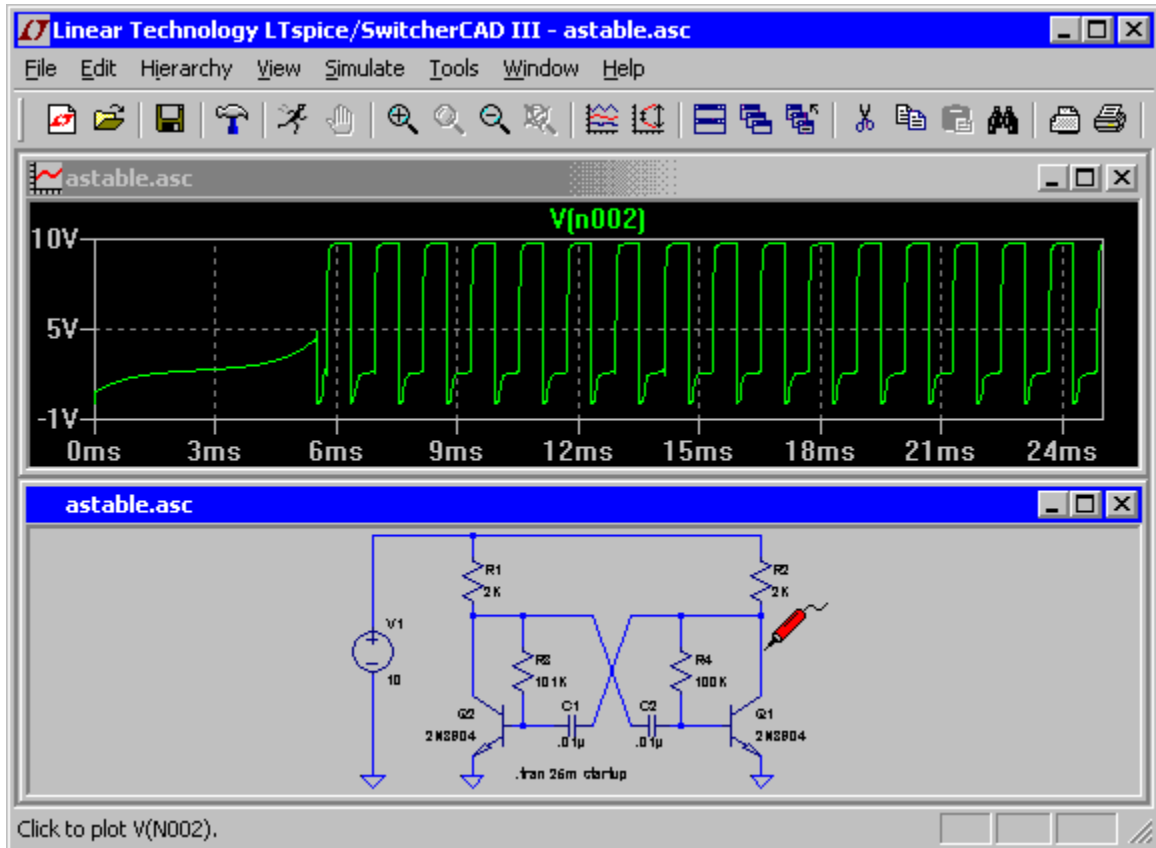 Linear Technology LTspice/SwitcherCAD III - astable.asc
File Edit Hierarchy View Simulate Tools Window Help
astable.asc
V(n002)
10V
5V
-1V
0ms 3ms 6ms 9ms 12ms 15ms 18ms 21ms 24ms
astable.asc
R1
2K
R2
2K
V1
10
R3
101K
R4
100K
C1
.01µ
C2
.01µ
Q2
2N3904
Q1
2N3904
.tran 25m startup
Click to plot V(N002).